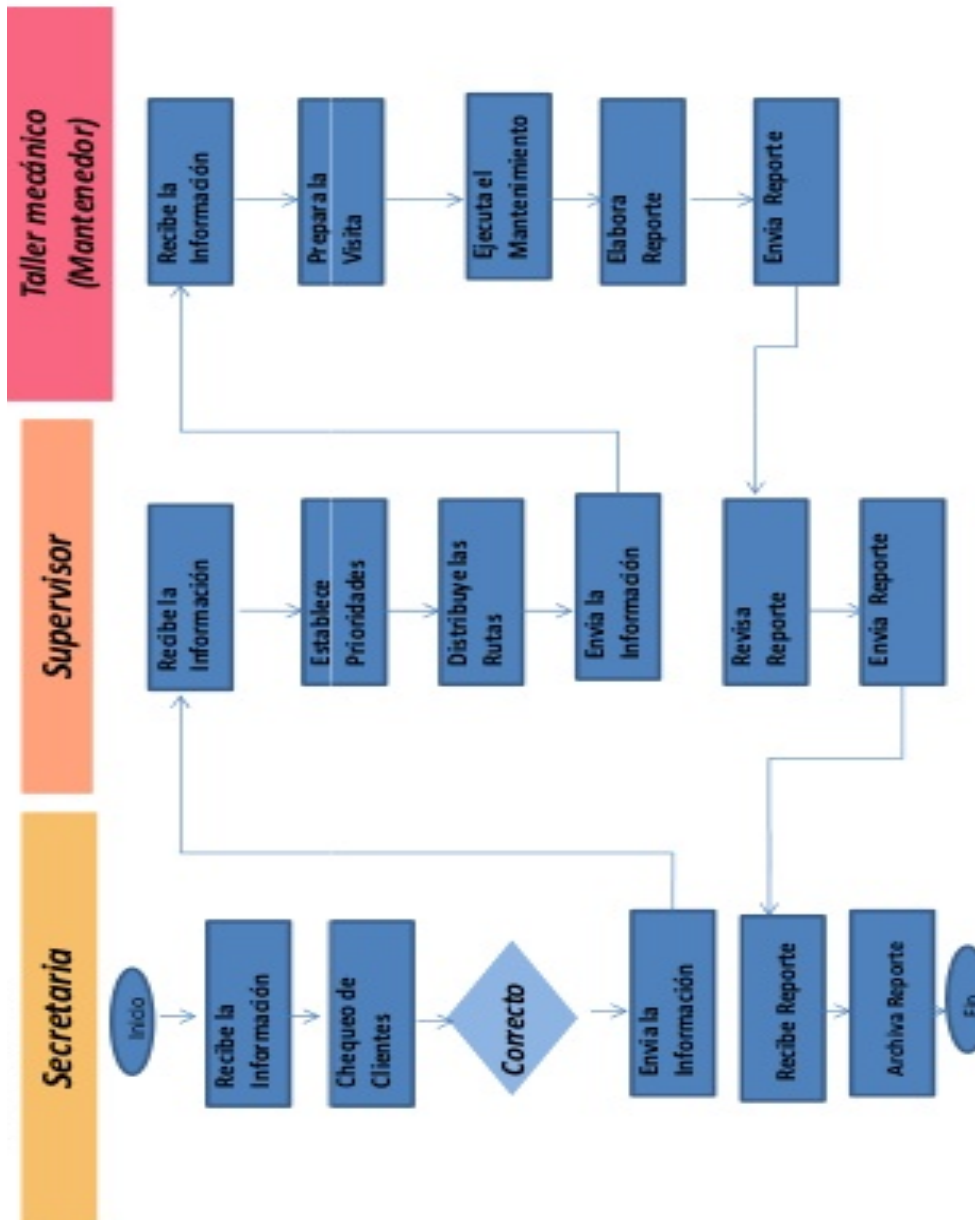 Secretaria
Inicio
Recibe la
Información
Chequeo de
Clientes
Correcto
Envia la
Información
Recibe Reporte
Archiva Reporte
Supervisor
Recibe la
Información
Establece
Prioridades
Distribuye las
Rutas
Envia la
Información
Revisa
Reporte
Envia Reporte
Taller mecánico
(Mantenedor)
Recibe la
Información
Prepara la
Visita
Ejecuta el
Mantenimiento
Elabora
Reporte
Envia Reporte